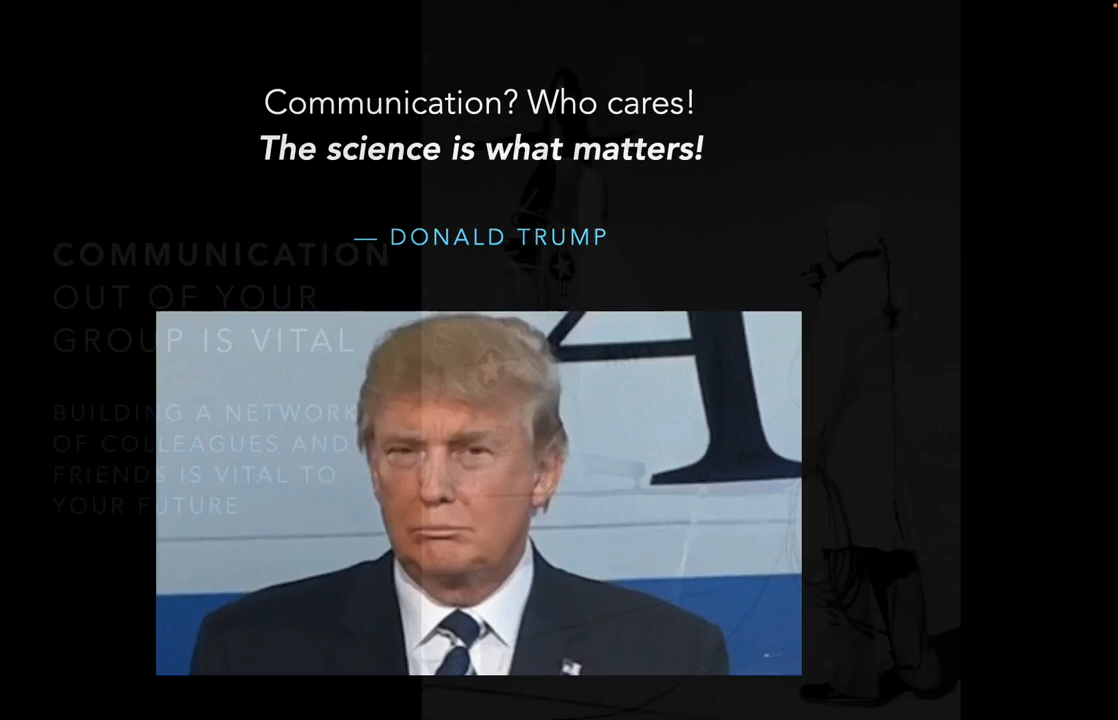 Communication? Who cares!
The science is what matters!
— DONALD TRUMP
COMMUNICATION
OUT OF YOUR
GROUP IS VITAL
BUILDING A NETWORK
OF COLLEAGUES AND
FRIENDS IS VITAL TO
YOUR FUTURE
A